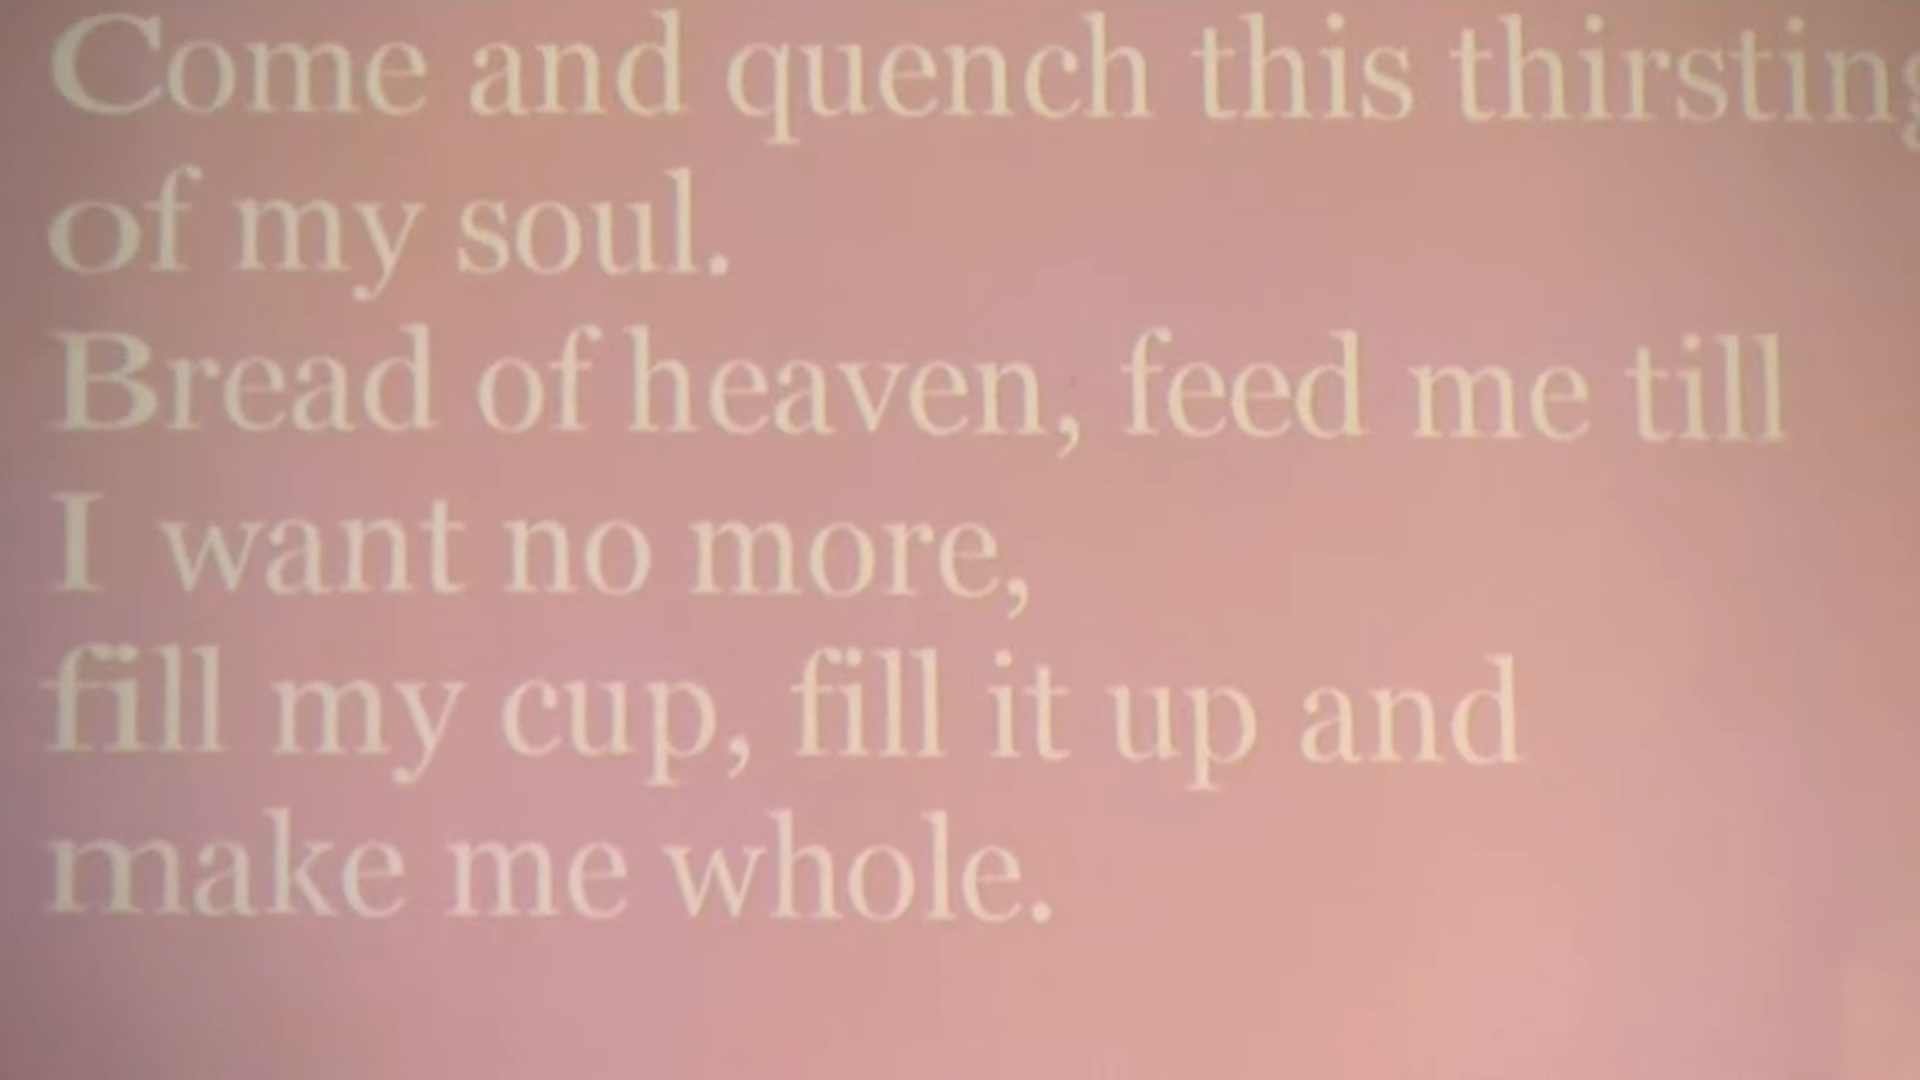 Come and quench this thirsting
of my soul.
Bread of heaven, feed me till
I want no more,
fill my cup, fill it up and
make me whole.